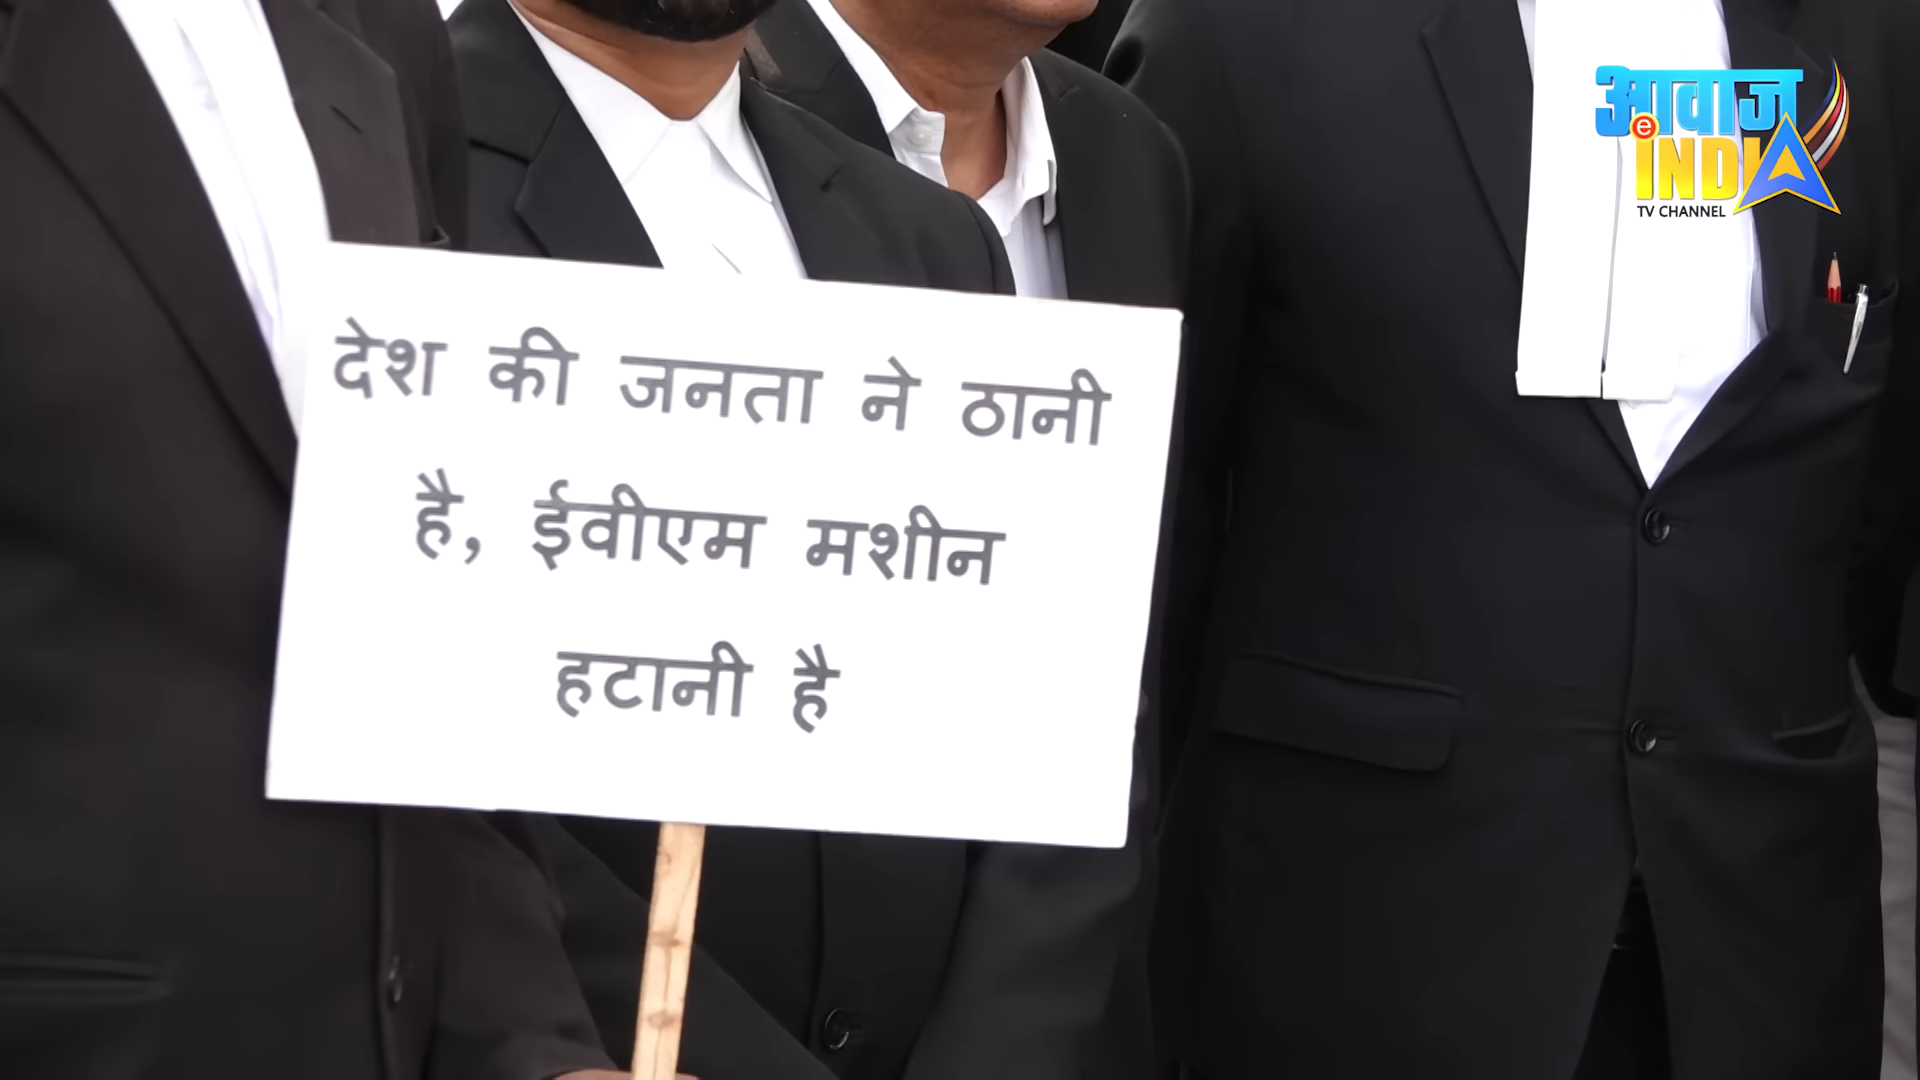 आवाज
e INDIA
TV CHANNEL
देश की जनता ने ठानी
है, ईवीएम मशीन
हटानी है